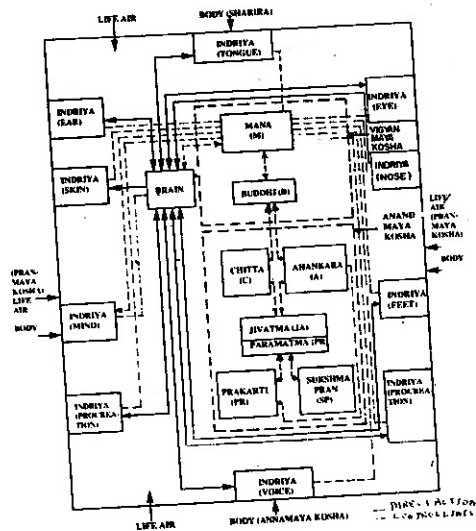 LIFE AIR
BODY (SHARIRA)
INDRIYA
(TONGUE)
INDRIYA
(EAR)
INDRIYA
(EYE)
MANA
(M)
VIGYAN
MAYA
KOSHA
INDRIYA
(SKIN)
BRAIN
INDRIYA
(NOSE)
BUDDHI (B)
ANAND
MAYA
KOSHA
LIFE
AIR
(PRAN-
MAYA
KOSHA)
CHITTA
(C)
AHANKARA
(A)
BODY
(PRAN-
MAYA
KOSHA)
LIFE
AIR
BODY
INDRIYA
(MIND)
INDRIYA
(FEET)
JIVATMA (JA)
PARAMATMA (PR)
PRAKARTI
(PR)
SUKSHMA
PRAN
(SP)
INDRIYA
(PROCREA-
TION)
INDRIYA
(PROCREA-
TION)
INDRIYA
(VOICE)
LIFE AIR
BODY (ANNAMAYA KOSHA)